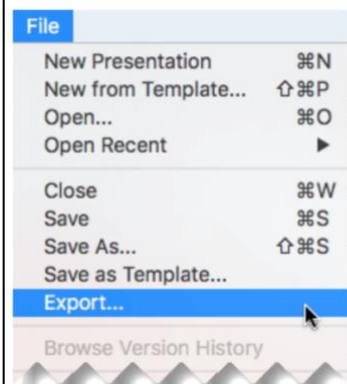 File
New Presentation ⌘N
New from Template... ⇧⌘P
Open... ⌘O
Open Recent ▶
Close ⌘W
Save ⌘S
Save As... ⇧⌘S
Save as Template...
Export...
Browse Version History